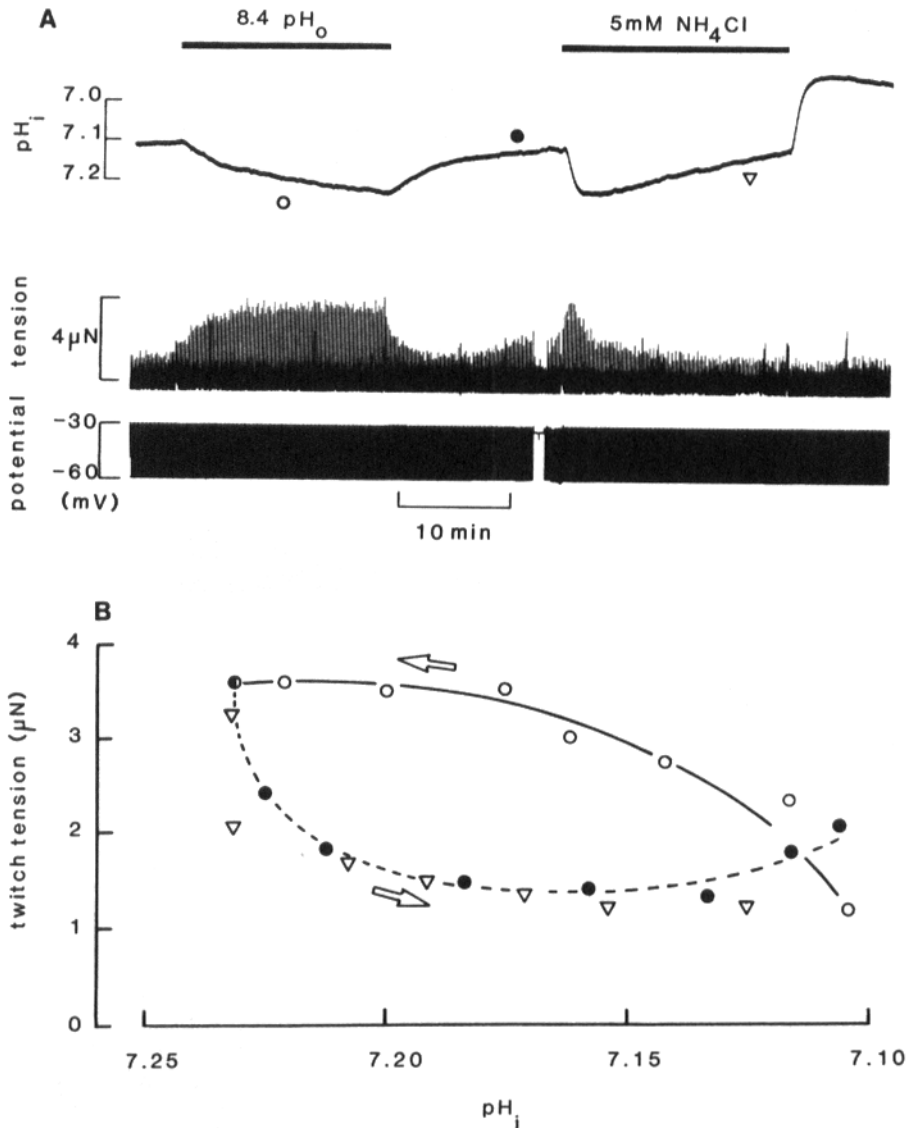 A
8.4 pHo
5mM NH4Cl
pHi
7.0
7.1
7.2
tension
4µN
potential
(mV)
-30
-60
10 min
B
twitch tension (µN)
4
3
2
1
0
7.25
7.20
7.15
7.10
pHi